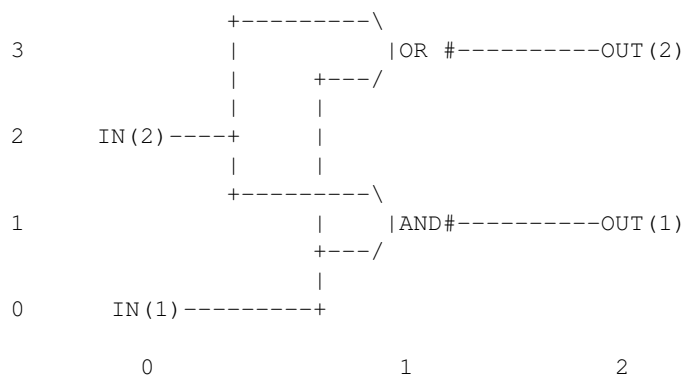 3 OR OUT(2)
2 IN(2)
1 AND OUT(1)
0 IN(1)
0 1 2